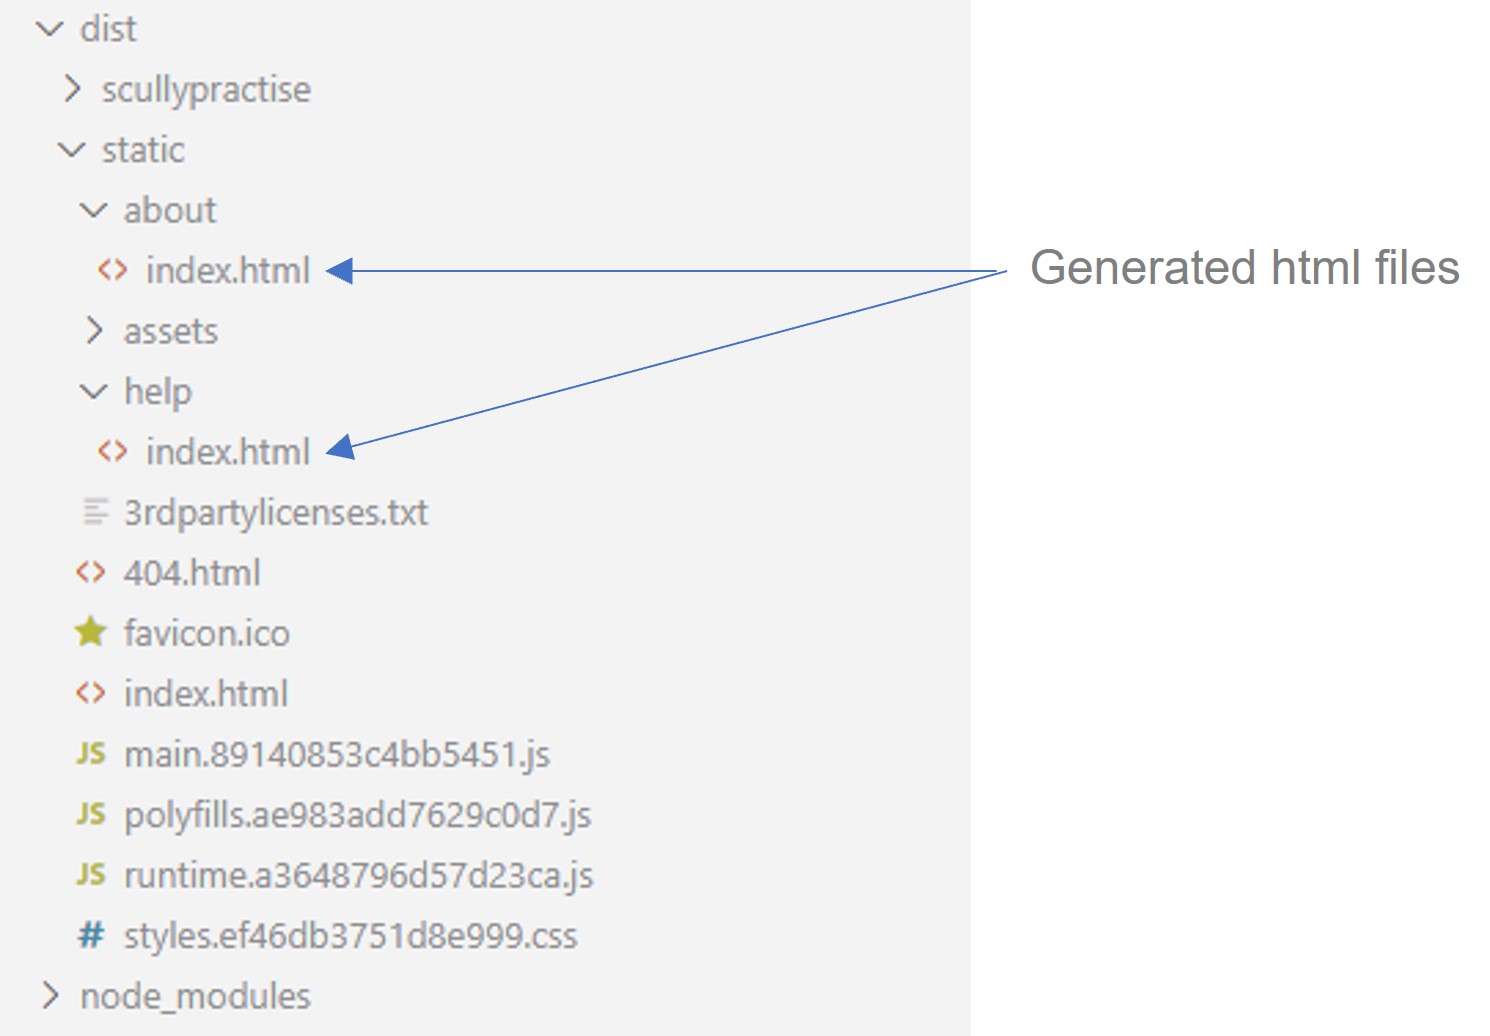 dist
scullypractise
static
about
<> index.html
Generated html files
assets
help
<> index.html
3rdpartylicenses.txt
<> 404.html
favicon.ico
<> index.html
JS main.89140853c4bb5451.js
JS polyfills.ae983add7629c0d7.js
JS runtime.a3648796d57d23ca.js
# styles.ef46db3751d8e999.css
node_modules